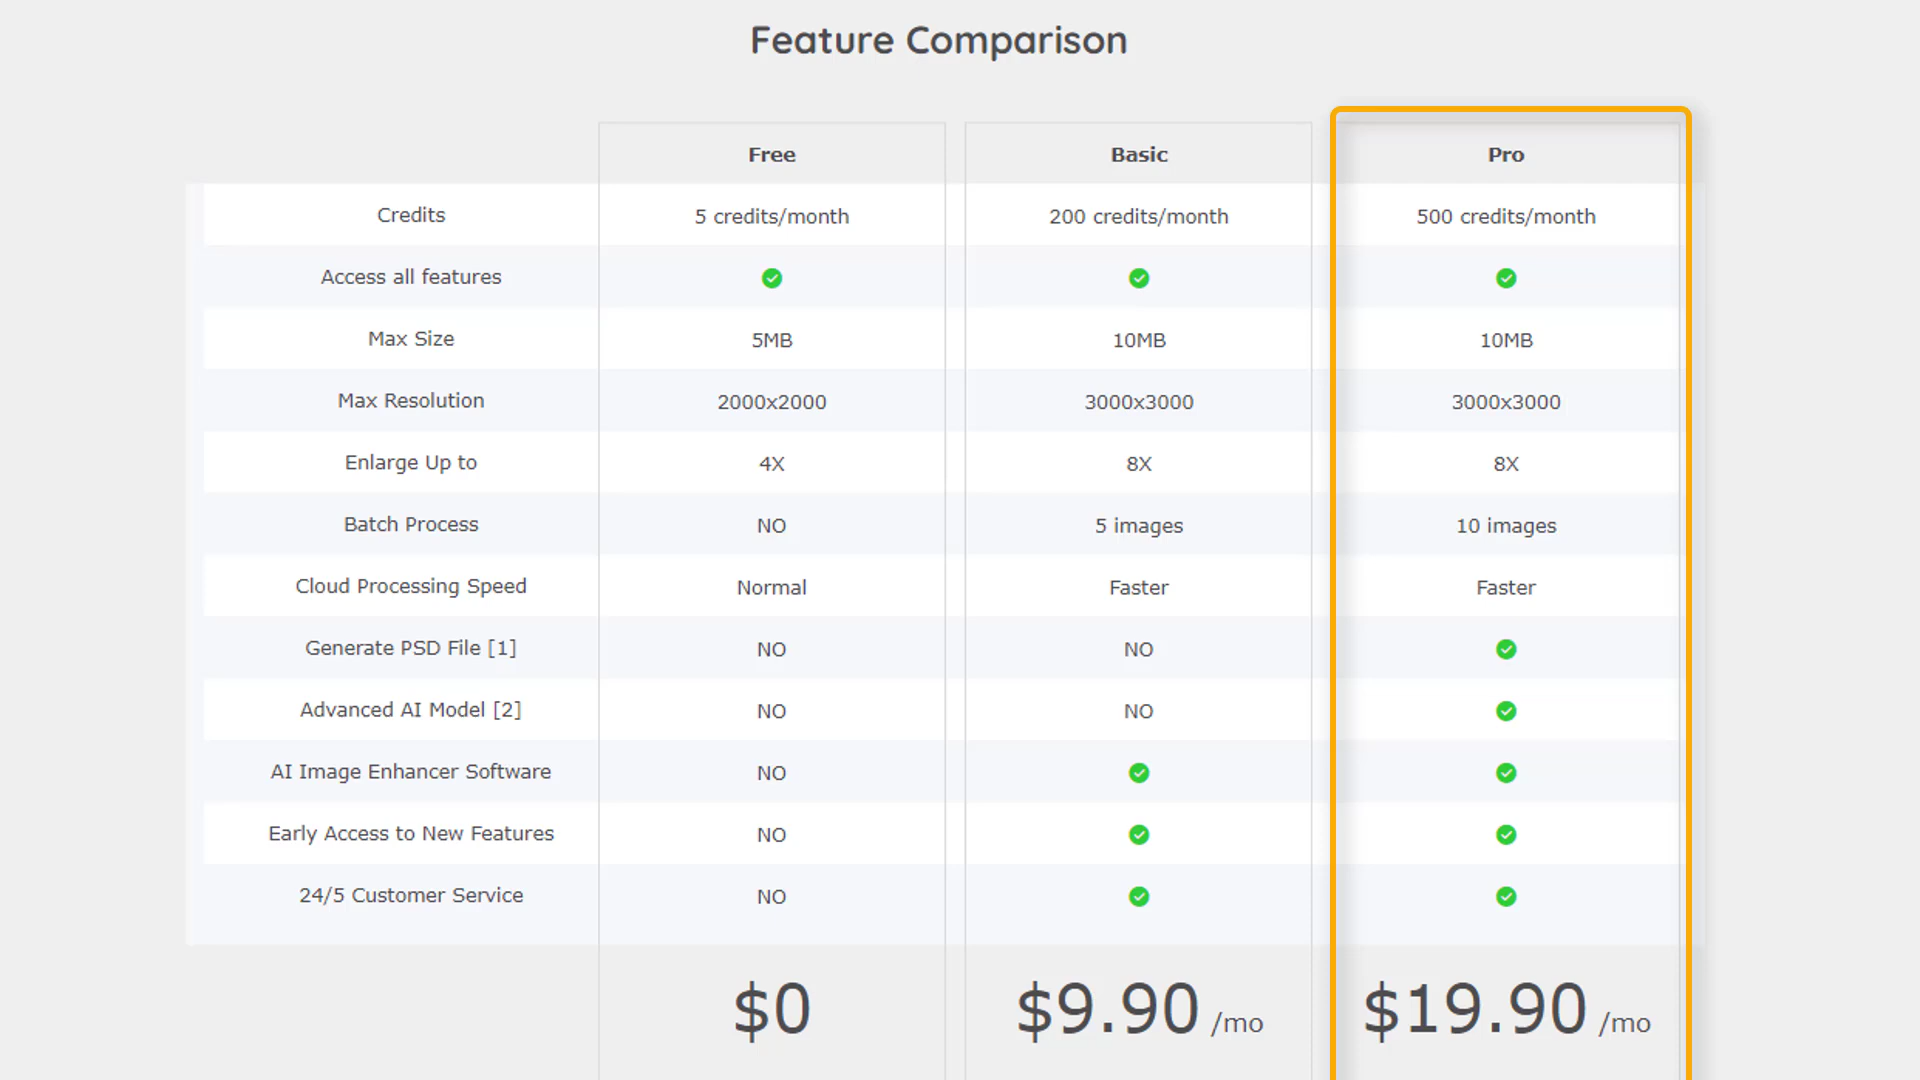 Feature Comparison
Free Basic Pro
Credits 5 credits/month 200 credits/month 500 credits/month
Access all features
Max Size 5MB 10MB 10MB
Max Resolution 2000x2000 3000x3000 3000x3000
Enlarge Up to 4X 8X 8X
Batch Process NO 5 images 10 images
Cloud Processing Speed Normal Faster Faster
Generate PSD File [1] NO NO
Advanced AI Model [2] NO NO
AI Image Enhancer Software NO
Early Access to New Features NO
24/5 Customer Service NO
$0 $9.90 /mo $19.90 /mo